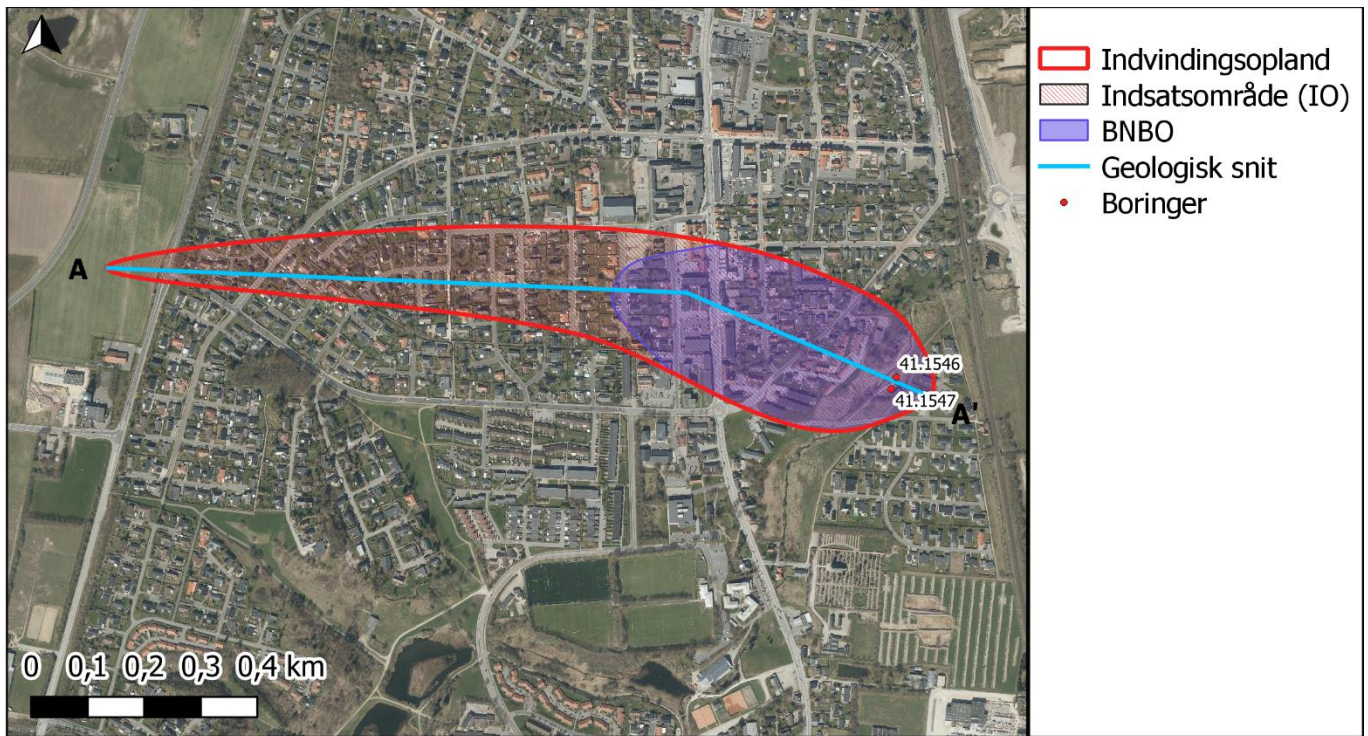 Indvindingsopland
Indsatsområde (IO)
BNBO
Geologisk snit
Boringer
A
41.1546
41.1547
A'
0 0,1 0,2 0,3 0,4 km